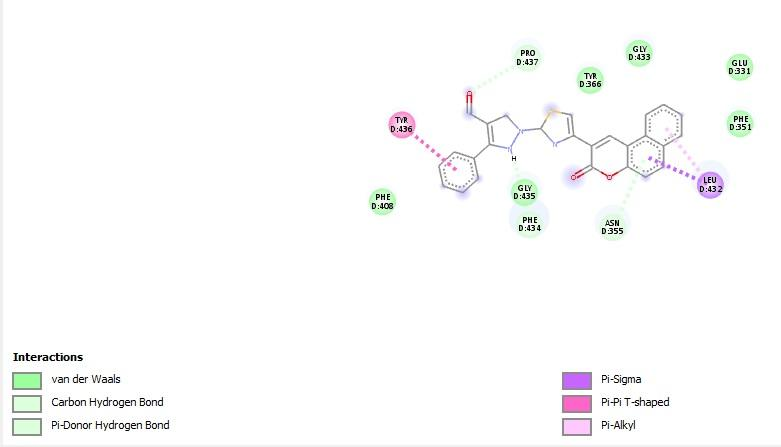 PRO
D:437
GLY
D:433
TYR
D:366
GLU
D:331
O
S
TYR
D:436
PHE
D:351
N
N
N
H
O
O
LEU
D:432
GLY
D:435
PHE
D:408
PHE
D:434
ASN
D:355
Interactions
van der Waals
Pi-Sigma
Carbon Hydrogen Bond
Pi-Pi T-shaped
Pi-Donor Hydrogen Bond
Pi-Alkyl